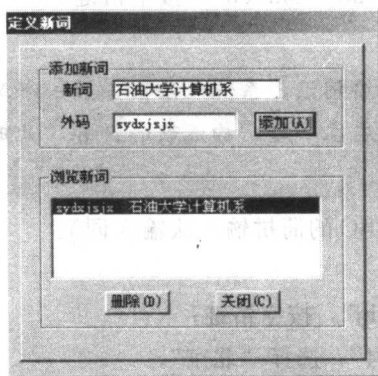 定义新词
添加新词
新词 石油大学计算机系
外码 sydxjsjx 添加(A)
浏览新词
sydxjsjx 石油大学计算机系
删除(D) 关闭(C)